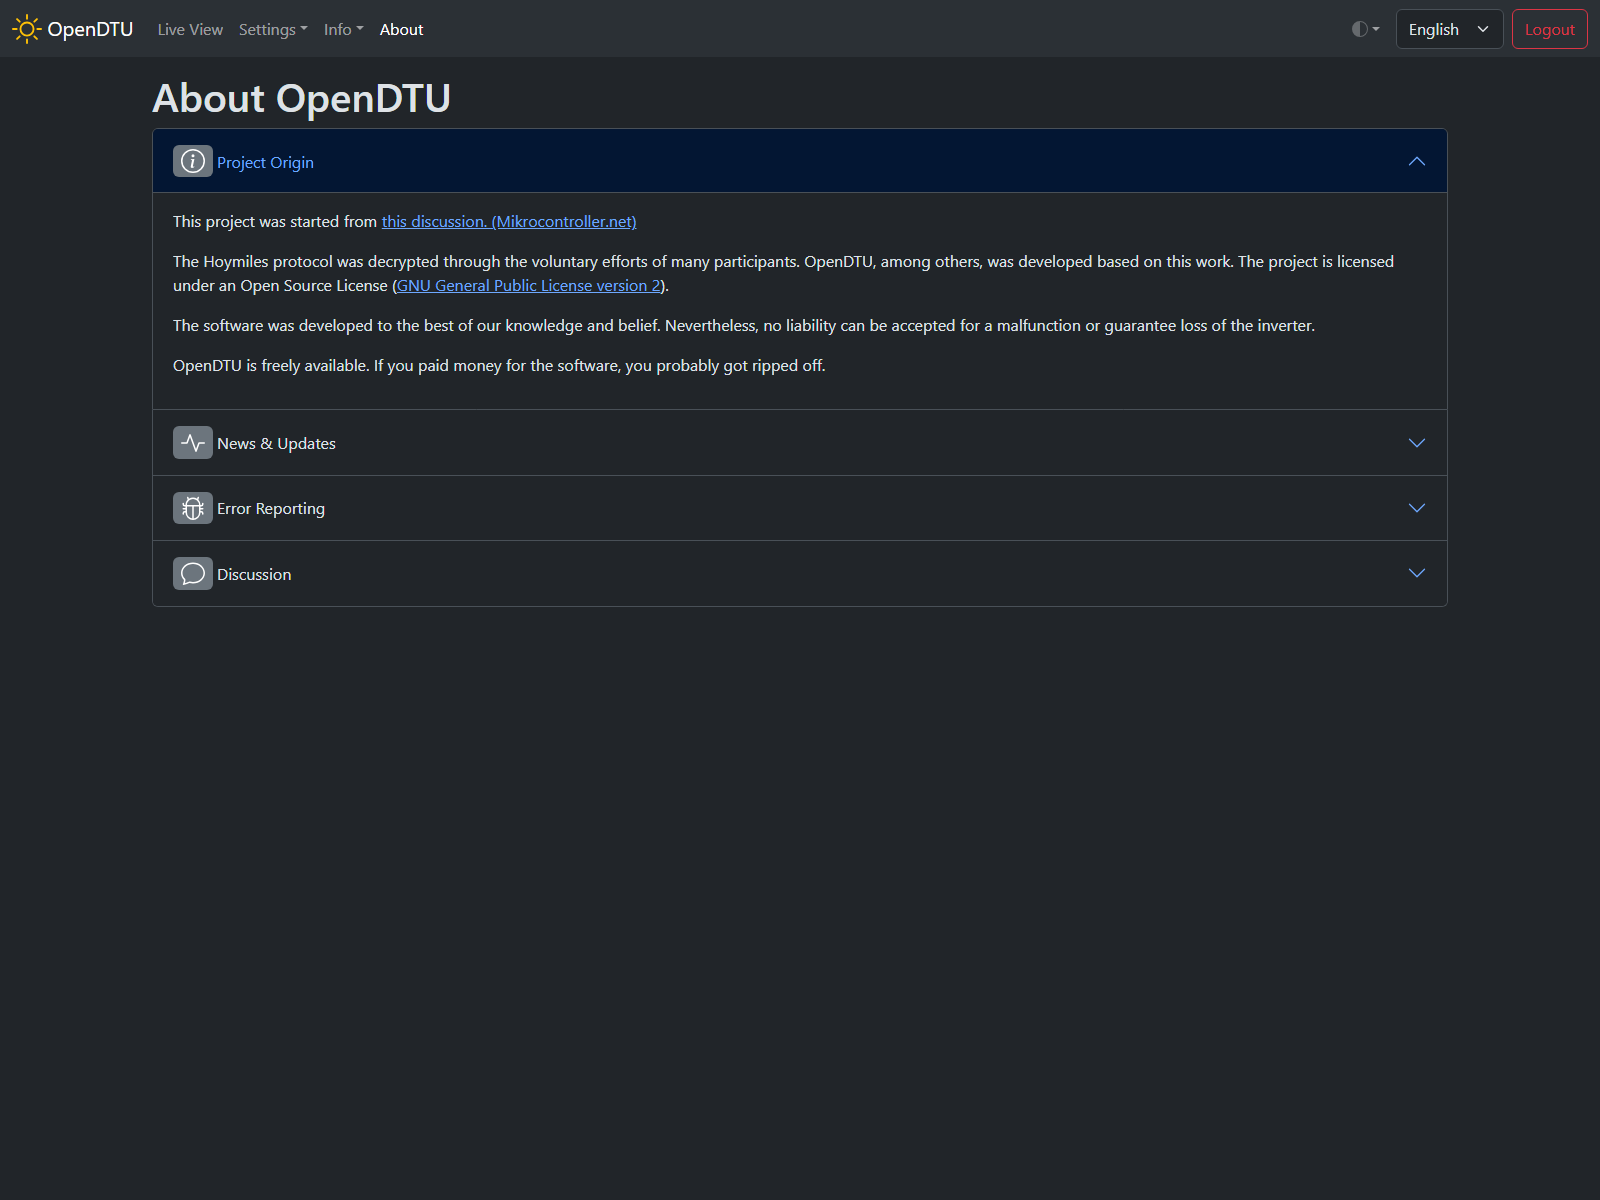 OpenDTU Live View Settings Info About English Logout
About OpenDTU
Project Origin
This project was started from this discussion. (Mikrocontroller.net)
The Hoymiles protocol was decrypted through the voluntary efforts of many participants. OpenDTU, among others, was developed based on this work. The project is licensed
under an Open Source License (GNU General Public License version 2).
The software was developed to the best of our knowledge and belief. Nevertheless, no liability can be accepted for a malfunction or guarantee loss of the inverter.
OpenDTU is freely available. If you paid money for the software, you probably got ripped off.
News & Updates
Error Reporting
Discussion